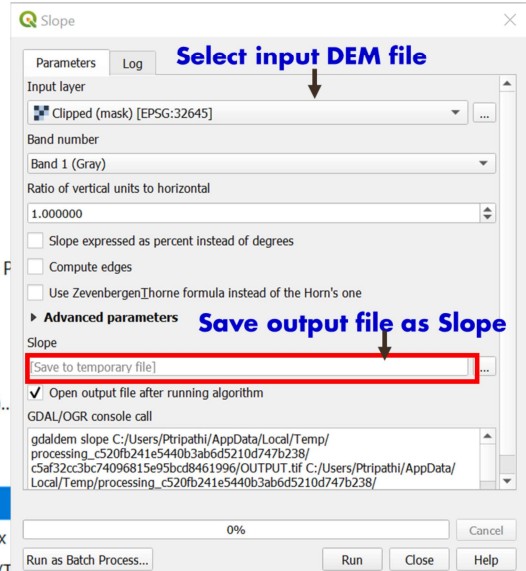 Slope
Parameters
Log
Select input DEM file
Input layer
Clipped (mask) [EPSG:32645]
...
Band number
Band 1 (Gray)
Ratio of vertical units to horizontal
1.000000
Slope expressed as percent instead of degrees
Compute edges
Use ZevenbergenThorne formula instead of the Horn's one
Advanced parameters
Save output file as Slope
Slope
[Save to temporary file]
...
Open output file after running algorithm
GDAL/OGR console call
gdaldem slope C:/Users/Ptripathi/AppData/Local/Temp/
processing_c520fb241e5440b3ab6d5210d747b238/
c5af32cc3bc74096815e95bcd8461996/OUTPUT.tif C:/Users/Ptripathi/AppData/
Local/Temp/processing_c520fb241e5440b3ab6d5210d747b238/
0%
Cancel
Run as Batch Process...
Run
Close
Help